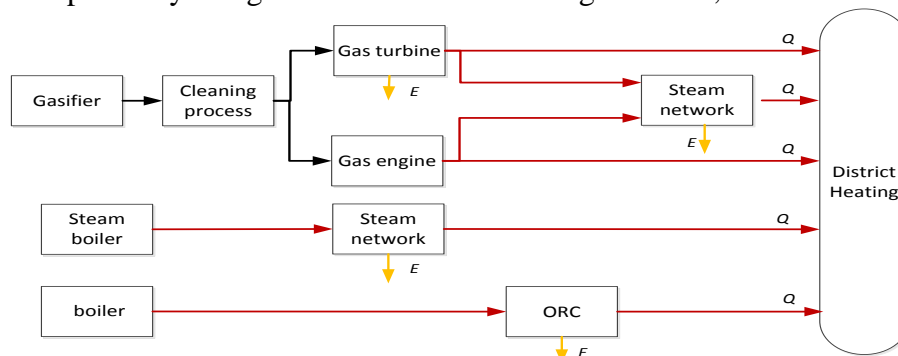 Gas turbine
Q
E
Gasifier
Cleaning
process
Steam
network
Q
E
Gas engine
Q
District
Heating
Steam
boiler
Steam
network
Q
E
boiler
ORC
Q
E